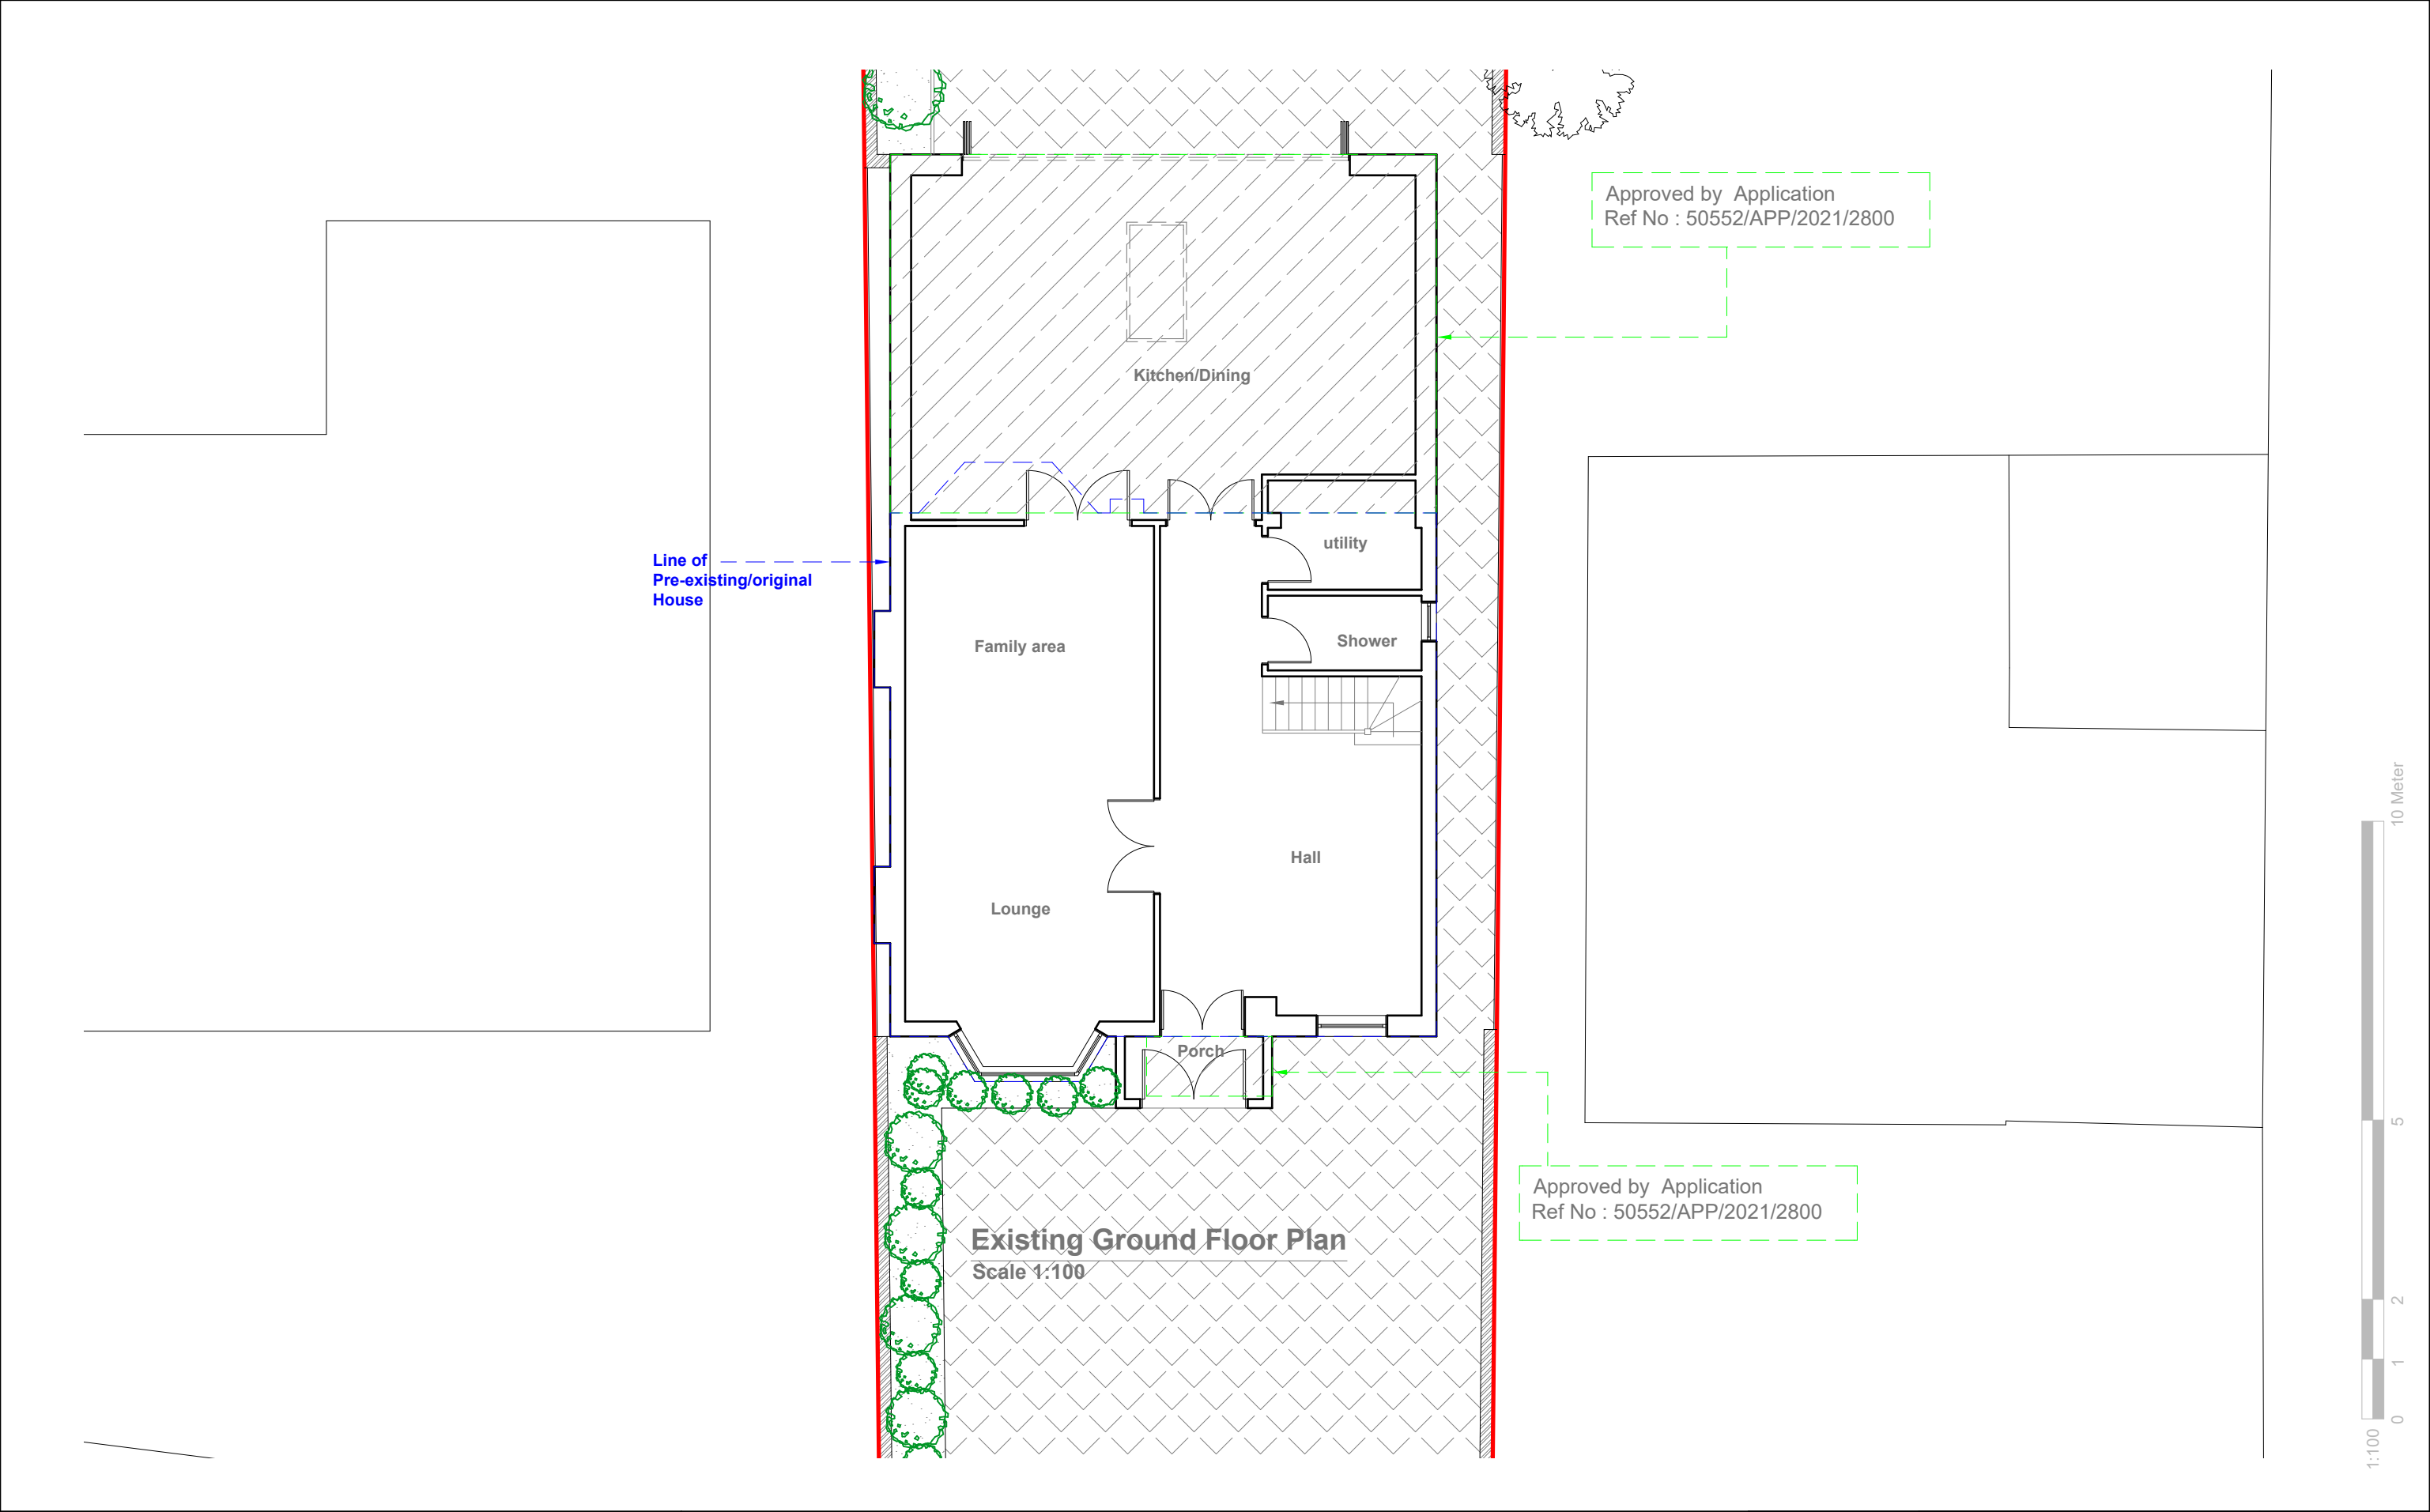 Approved by  Application
Ref No : 50552/APP/2021/2800
Kitchen/Dining
Line of
Pre-existing/original
House
utility
Shower
Family area
Hall
Lounge
Porch
Approved by  Application
Ref No : 50552/APP/2021/2800
Existing Ground Floor Plan
Scale 1:100
10 Meter
5
2
1
0
1:100